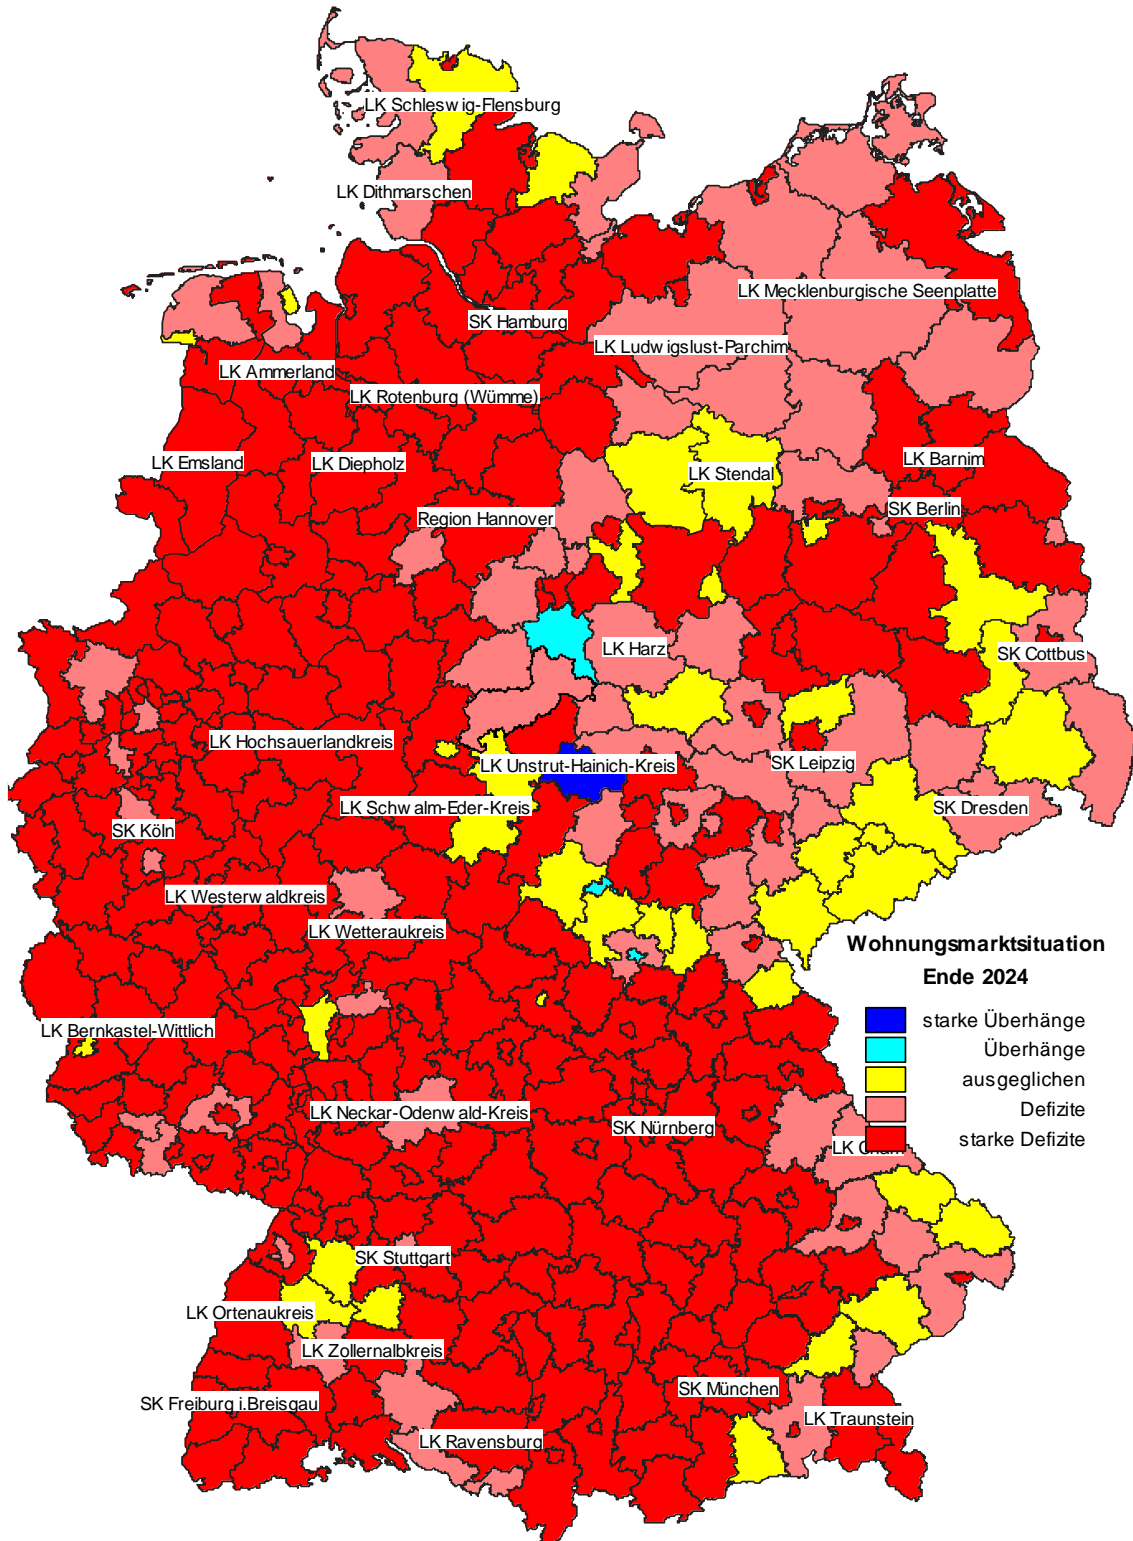 LK Schleswig-Flensburg
LK Dithmarschen
LK Mecklenburgische Seenplatte
SK Hamburg
LK Ludwigslust-Parchim
LK Ammerland
LK Rotenburg (Wümme)
LK Emsland
LK Diepholz
LK Stendal
LK Barnim
SK Berlin
Region Hannover
LK Harz
SK Cottbus
LK Hochsauerlandkreis
LK Unstrut-Hainich-Kreis
SK Leipzig
LK Schwalm-Eder-Kreis
SK Dresden
SK Köln
LK Westerwaldkreis
LK Wetteraukreis
Wohnungsmarktsituation
Ende 2024
starke Überhänge
Überhänge
ausgeglichen
Defizite
starke Defizite
LK Bernkastel-Wittlich
LK Neckar-Odenwald-Kreis
SK Nürnberg
LK Cham
SK Stuttgart
LK Ortenaukreis
LK Zollernalbkreis
SK München
SK Freiburg i.Breisgau
LK Traunstein
LK Ravensburg